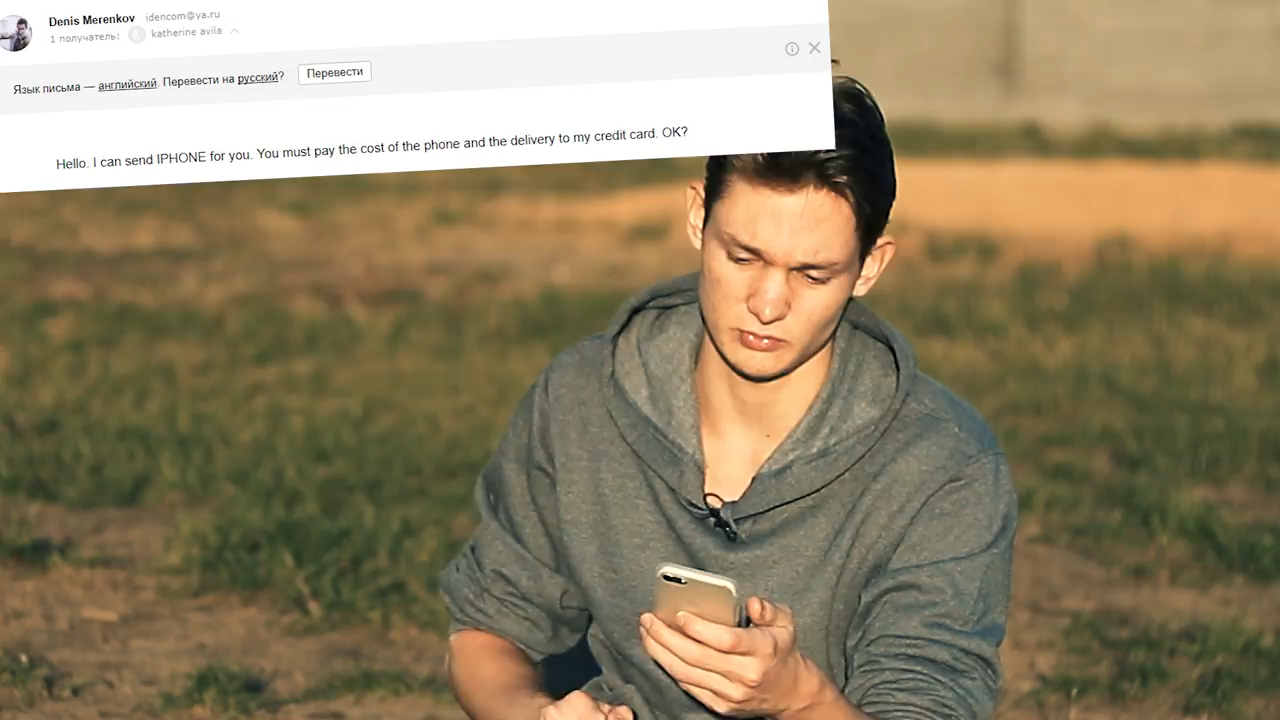 Denis Merenkov idencom@ya.ru
1 получатель: K katherine avila
Язык письма — английский. Перевести на русский? Перевести
Hello. I can send IPHONE for you. You must pay the cost of the phone and the delivery to my credit card. OK?